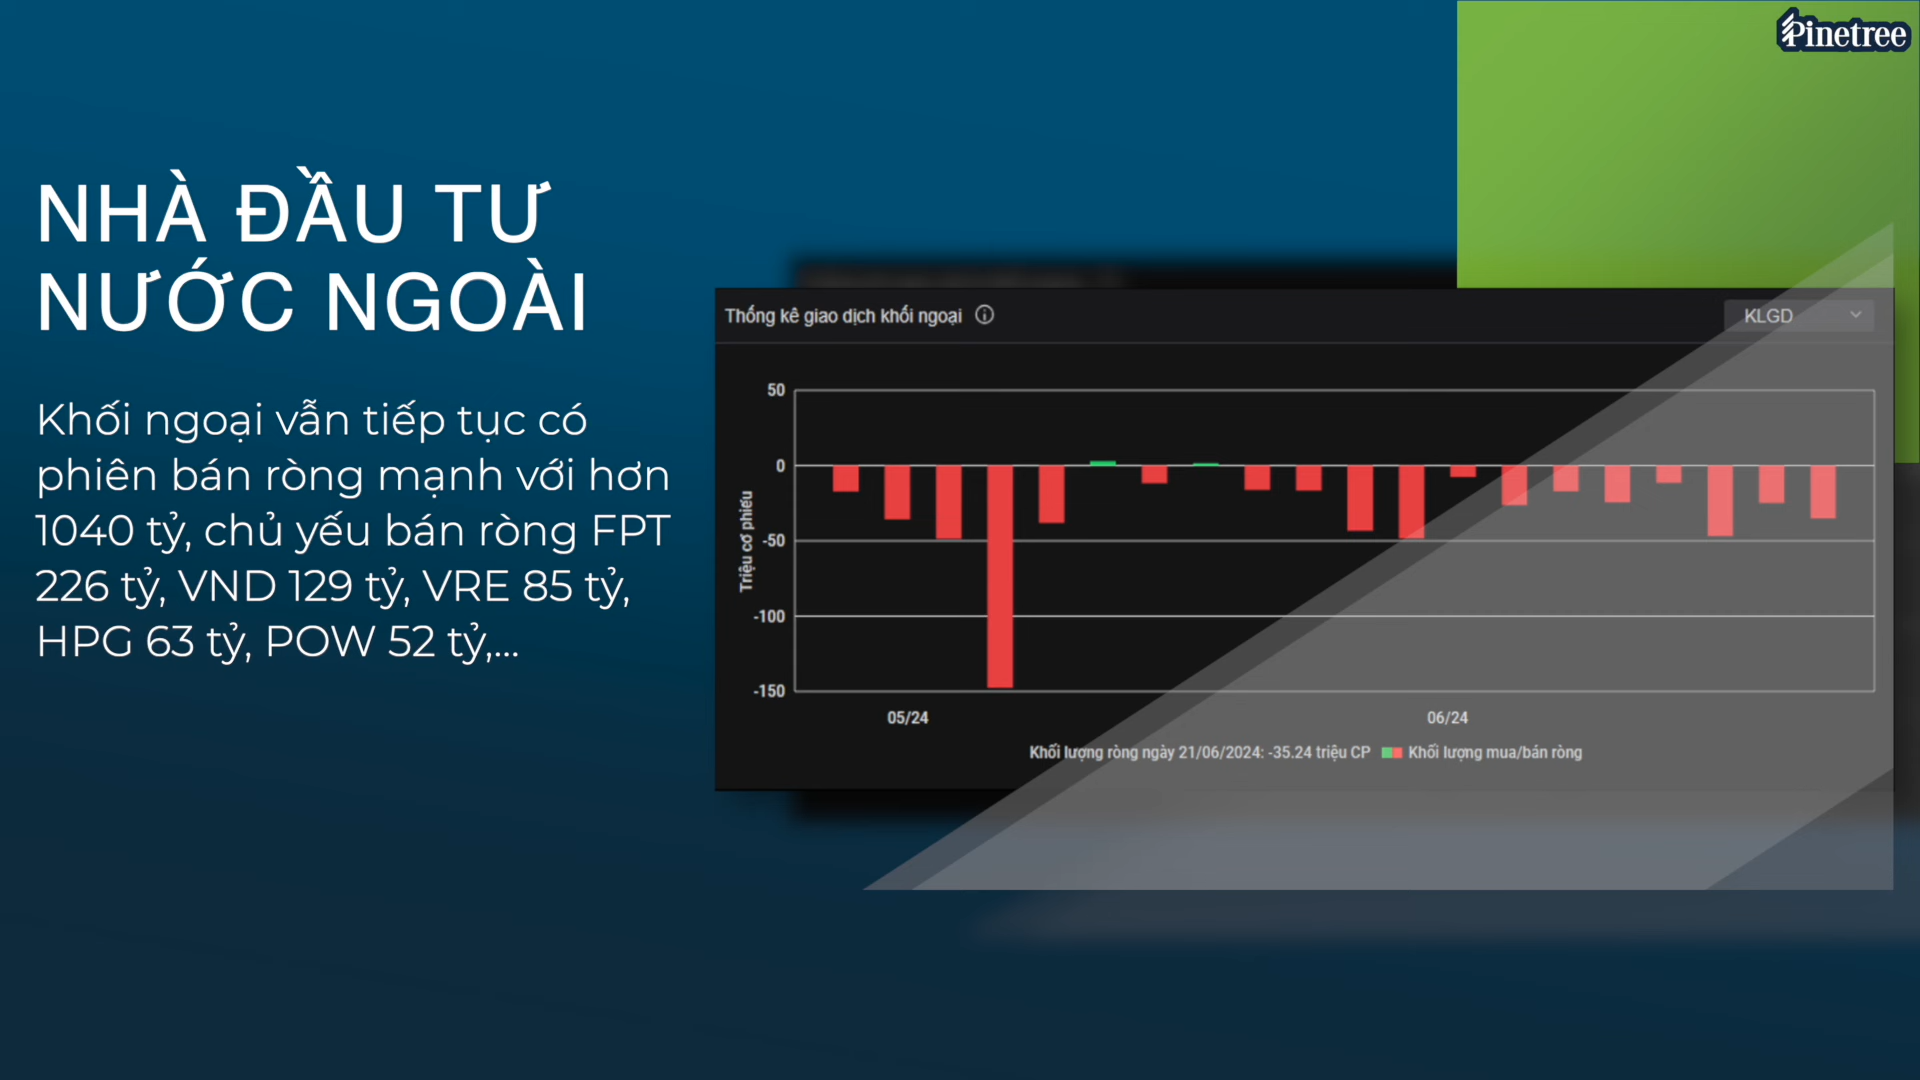 Pinetree
NHÀ ĐẦU TƯ
NƯỚC NGOÀI
Khối ngoại vẫn tiếp tục có
phiên bán ròng mạnh với hơn
1040 tỷ, chủ yếu bán ròng FPT
226 tỷ, VND 129 tỷ, VRE 85 tỷ,
HPG 63 tỷ, POW 52 tỷ,...
Thống kê giao dịch khối ngoại
KLGD
50
0
-50
-100
-150
Triệu cổ phiếu
05/24
06/24
Khối lượng ròng ngày 21/06/2024: -35.24 triệu CP
Khối lượng mua/bán ròng